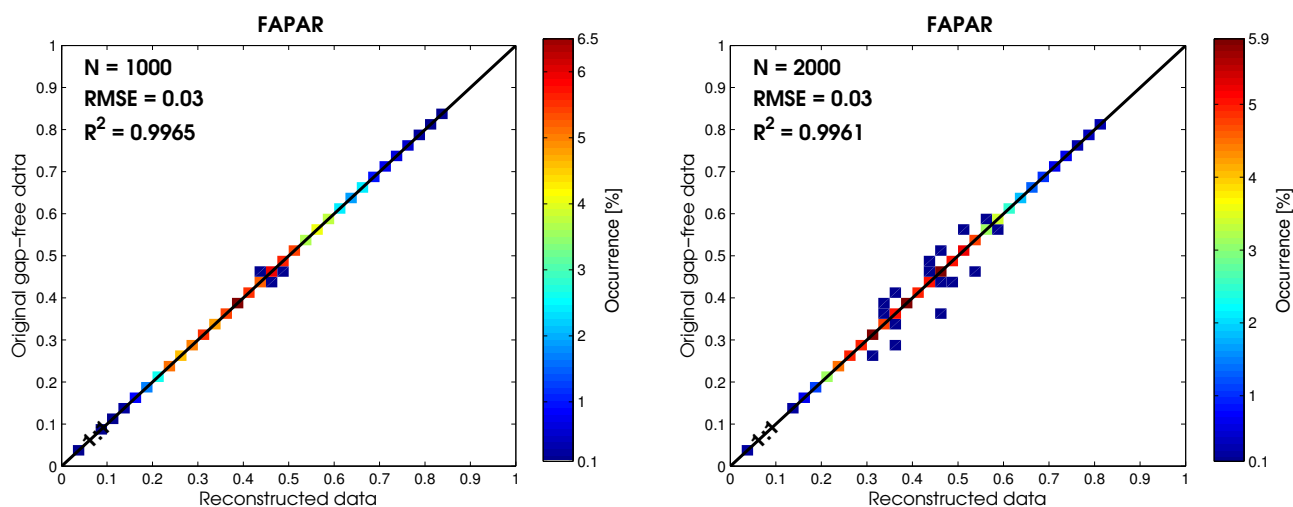 FAPAR
N = 1000
RMSE = 0.03
R² = 0.9965
1
0.9
0.8
0.7
0.6
0.5
0.4
0.3
0.2
0.1
0
0 0.1 0.2 0.3 0.4 0.5 0.6 0.7 0.8 0.9 1
Original gap-free data
Reconstructed data
6.5
6
5
4
3
2
1
0.1
Occurrence [%]
FAPAR
N = 2000
RMSE = 0.03
R² = 0.9961
1
0.9
0.8
0.7
0.6
0.5
0.4
0.3
0.2
0.1
0
0 0.1 0.2 0.3 0.4 0.5 0.6 0.7 0.8 0.9 1
Original gap-free data
Reconstructed data
5.9
5
4
3
2
1
0.1
Occurrence [%]